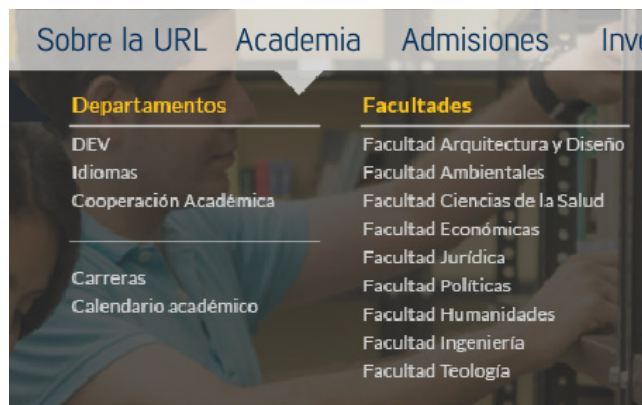 Sobre la URL Academia Admisiones
Departamentos
DEV
Idiomas
Cooperación Académica
Carreras
Calendario académico
Facultades
Facultad Arquitectura y Diseño
Facultad Ambientales
Facultad Ciencias de la Salud
Facultad Económicas
Facultad Jurídica
Facultad Políticas
Facultad Humanidades
Facultad Ingeniería
Facultad Teología